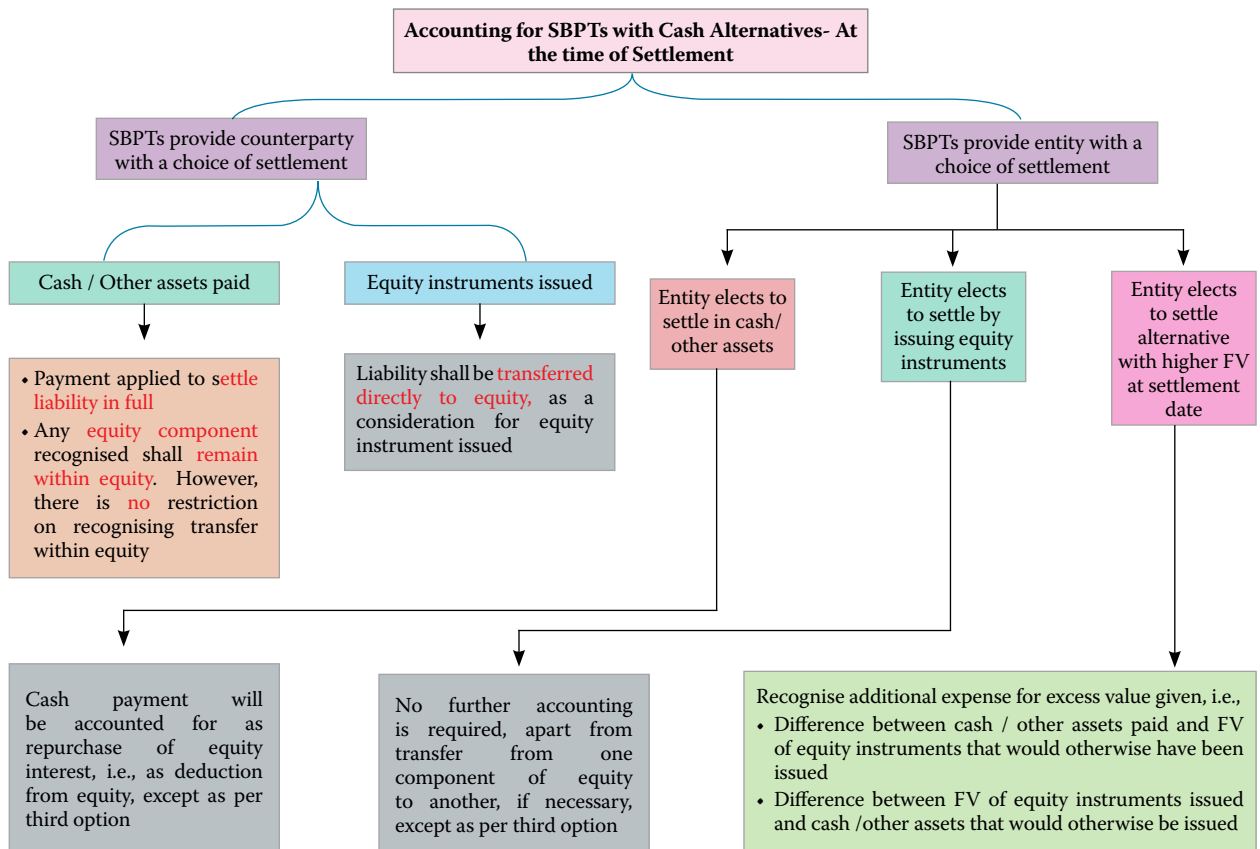 Accounting for SBPTs with Cash Alternatives- At
the time of Settlement
SBPTs provide counterparty
with a choice of settlement
SBPTs provide entity with a
choice of settlement
Cash / Other assets paid
Equity instruments issued
Entity elects to
settle in cash/
other assets
Entity elects
to settle by
issuing equity
instruments
Entity elects
to settle
alternative
with higher FV
at settlement
date
• Payment applied to settle
liability in full
• Any equity component
recognised shall remain
within equity. However,
there is no restriction
on recognising transfer
within equity
Liability shall be transferred
directly to equity, as a
consideration for equity
instrument issued
Cash payment will
be accounted for as
repurchase of equity
interest, i.e., as deduction
from equity, except as per
third option
No further accounting
is required, apart from
transfer from one
component of equity
to another, if necessary,
except as per third option
Recognise additional expense for excess value given, i.e.,
• Difference between cash / other assets paid and FV
of equity instruments that would otherwise have been
issued
• Difference between FV of equity instruments issued
and cash /other assets that would otherwise be issued